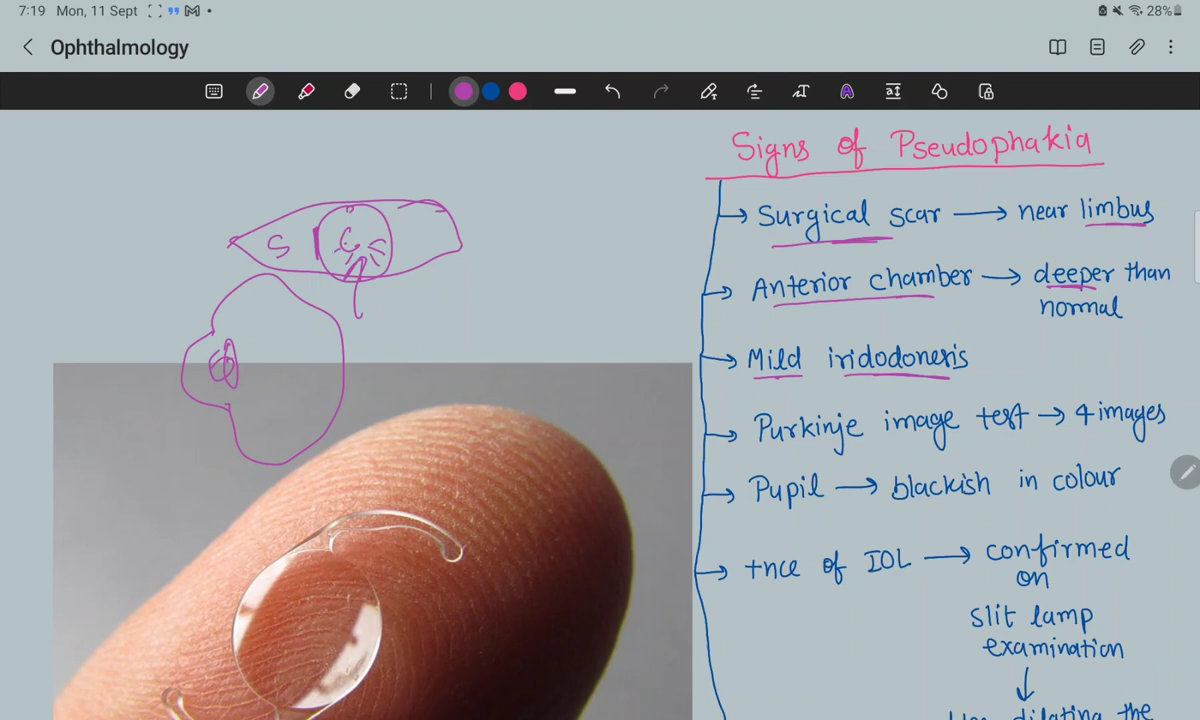 7:19 Mon, 11 Sept
28%
Ophthalmology
Signs of Pseudophakia
Surgical scar → near limbus
Anterior chamber → deeper than
normal
Mild iridodonesis
Purkinje image test → 4 images
Pupil → blackish in colour
+nce of IOL → confirmed
on
slit lamp
examination
↓
dilating the
S
C